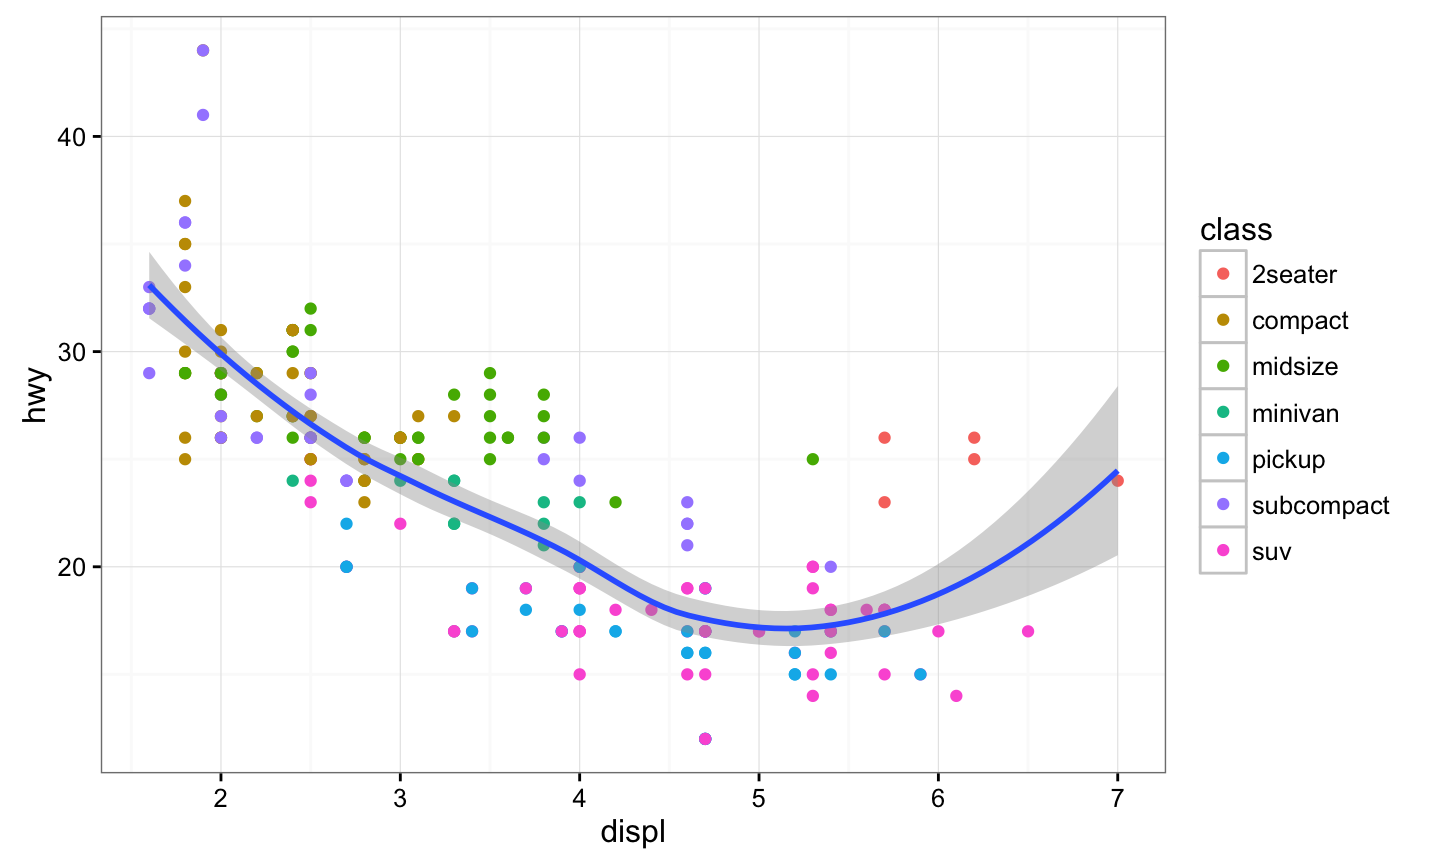 hwy
40
30
20
2 3 4 5 6 7
displ
class
2seater
compact
midsize
minivan
pickup
subcompact
suv